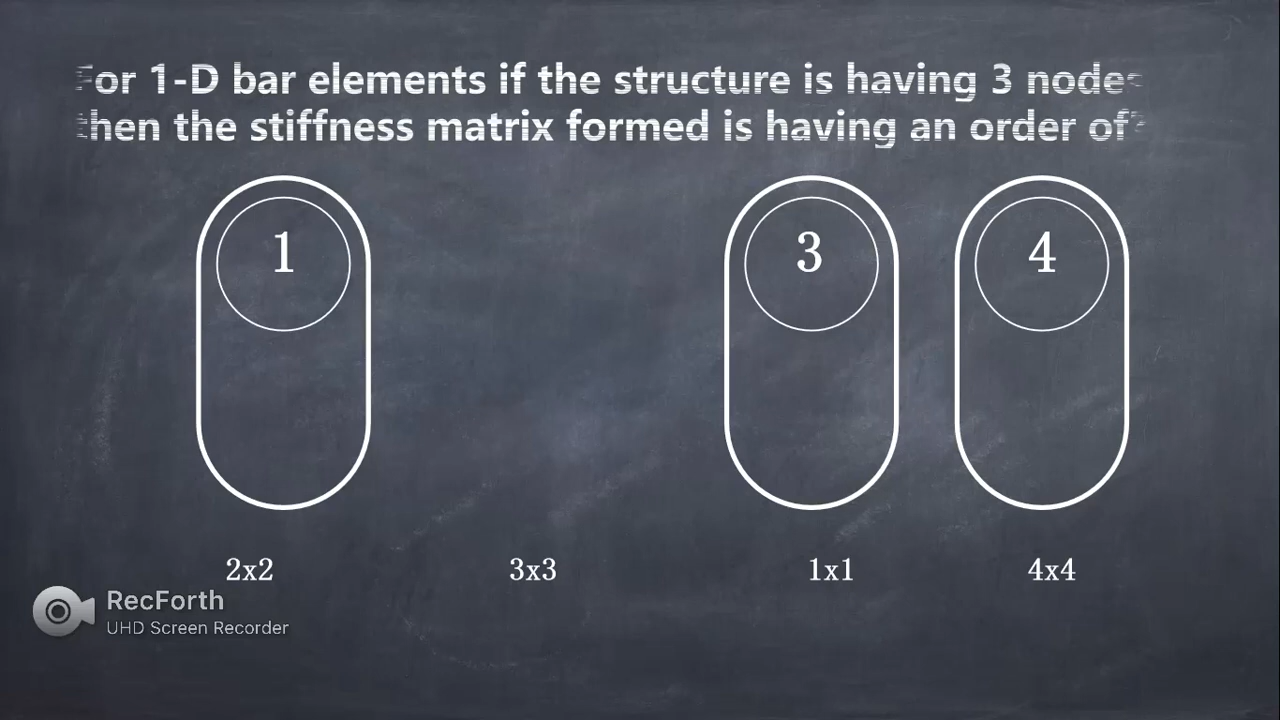 For 1-D bar elements if the structure is having 3 nodes
then the stiffness matrix formed is having an order of?
1
3
4
2x2
3x3
1x1
4x4
RecForth
UHD Screen Recorder